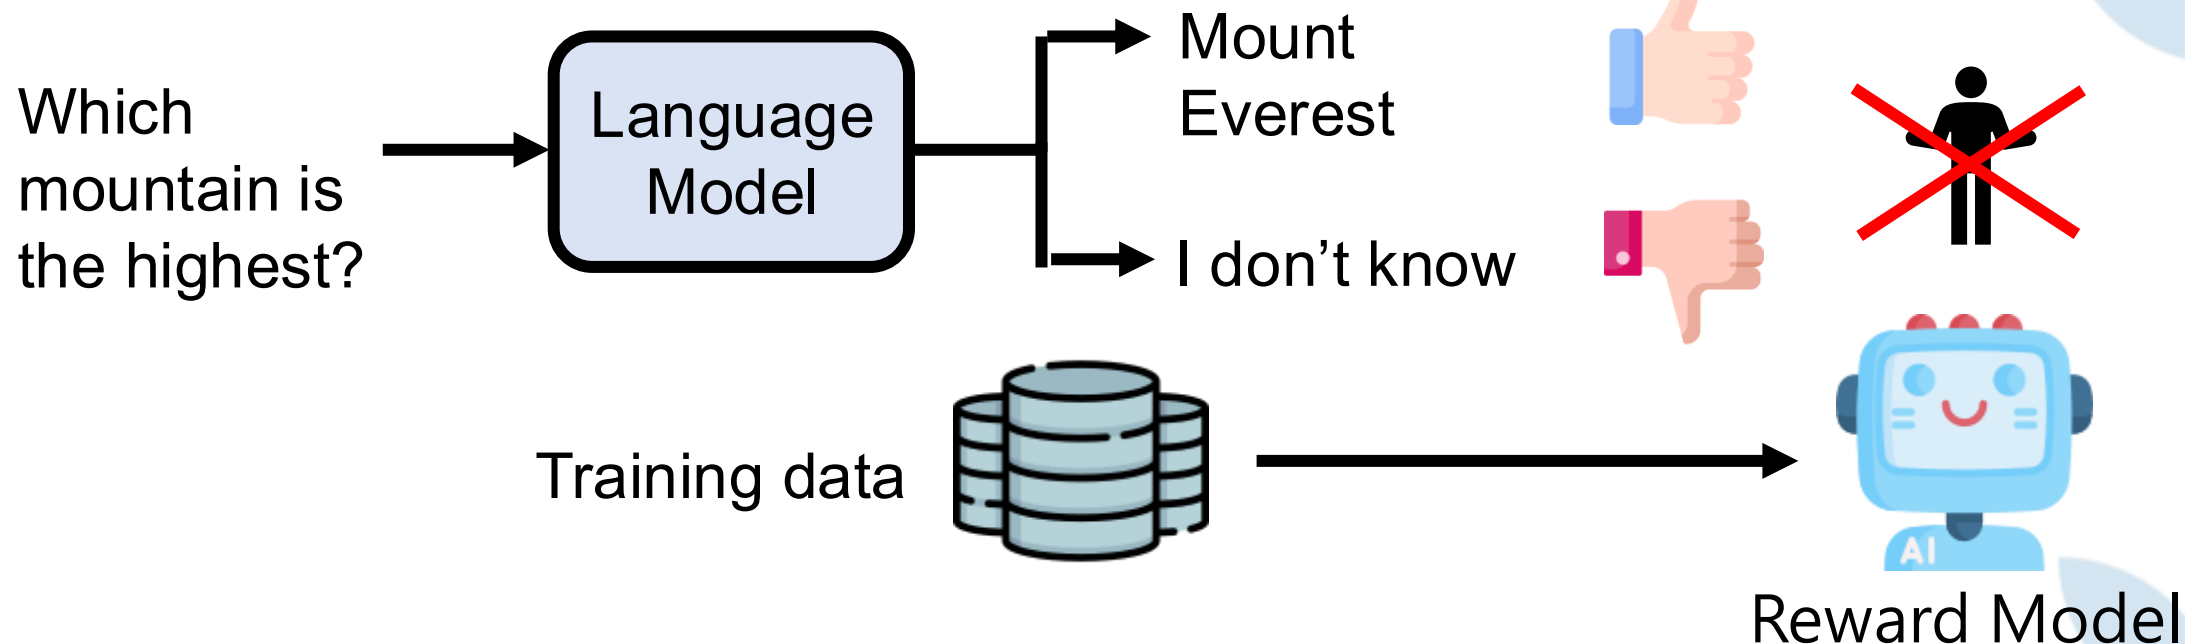 Which
mountain is
the highest?
Language
Model
Mount
Everest
I don’t know
Training data
AI
Reward Model